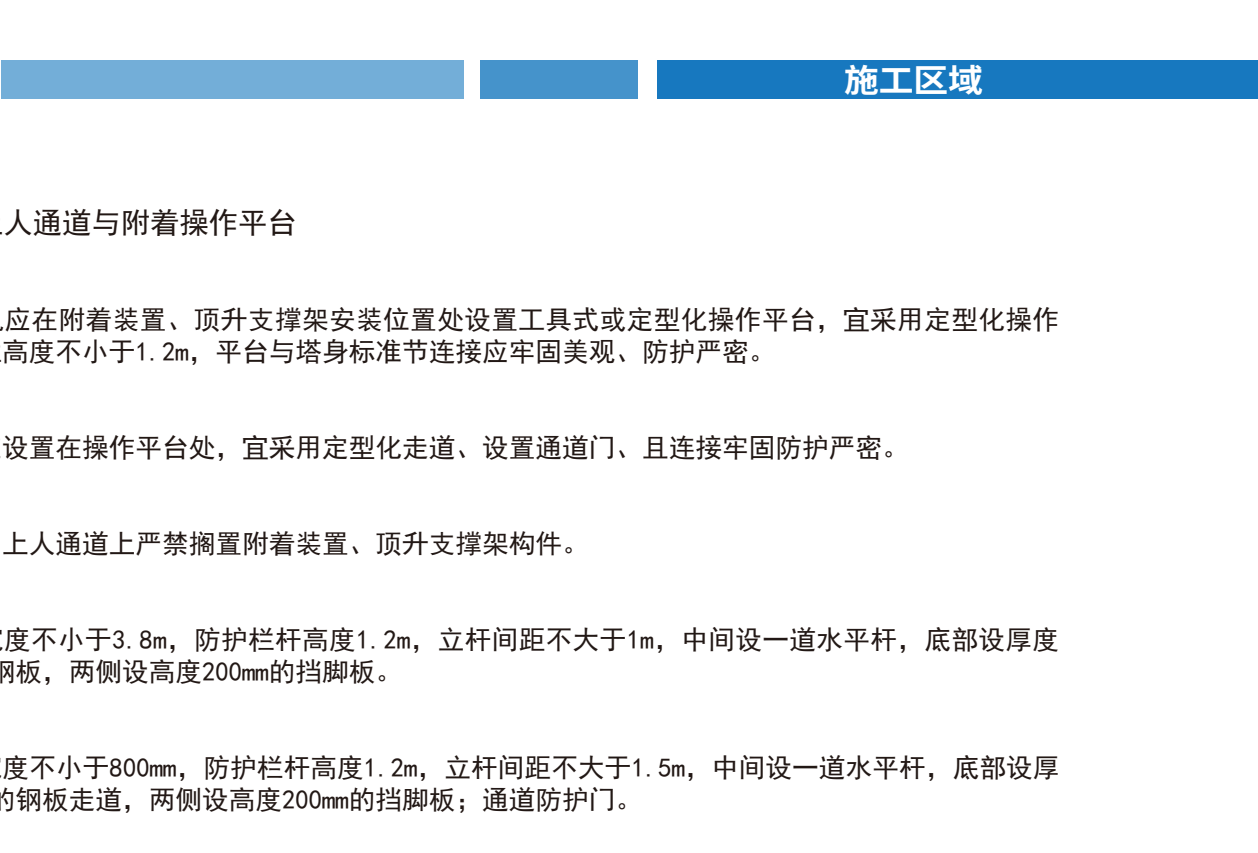 施工区域
人通道与附着操作平台
应在附着装置、顶升支撑架安装位置处设置工具式或定型化操作平台，宜采用定型化操作
高度不小于1.2m，平台与塔身标准节连接应牢固美观、防护严密。
设置在操作平台处，宜采用定型化走道、设置通道门、且连接牢固防护严密。
上人通道上严禁搁置附着装置、顶升支撑架构件。
度不小于3.8m，防护栏杆高度1.2m，立杆间距不大于1m，中间设一道水平杆，底部设厚度
钢板，两侧设高度200mm的挡脚板。
度不小于800mm，防护栏杆高度1.2m，立杆间距不大于1.5m，中间设一道水平杆，底部设厚
的钢板走道，两侧设高度200mm的挡脚板；通道防护门。